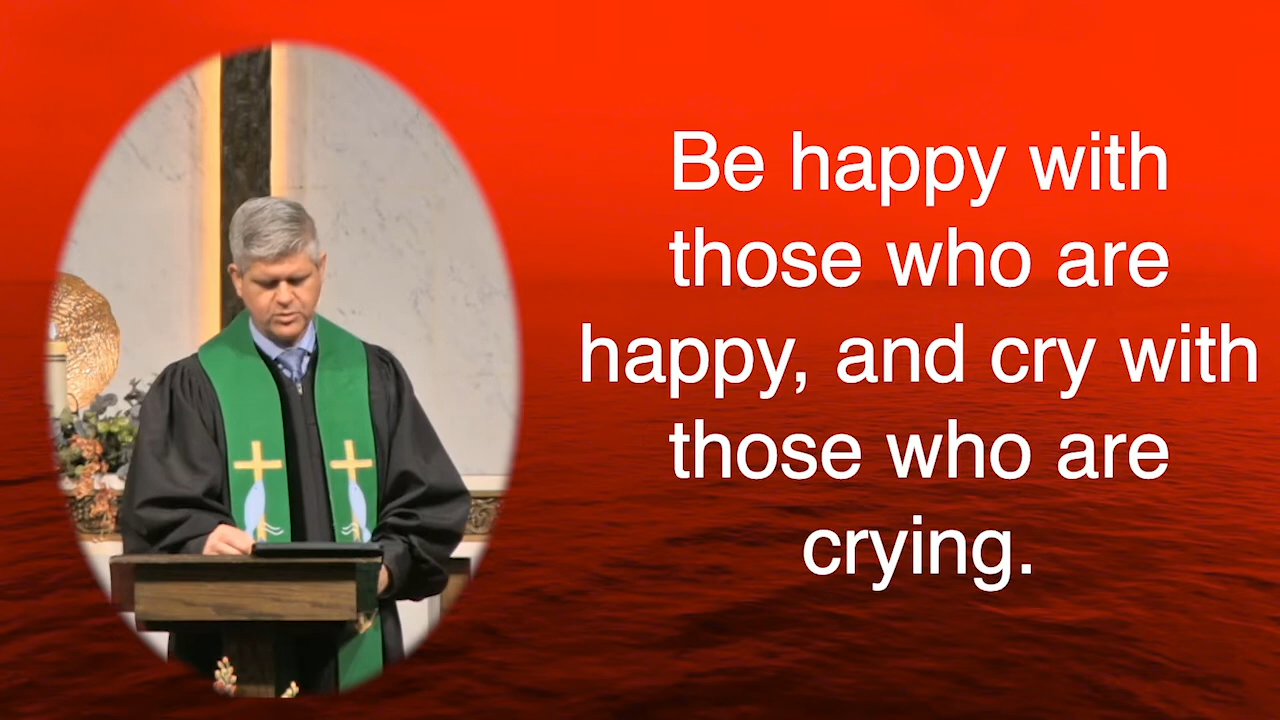 Be happy with
those who are
happy, and cry with
those who are
crying.